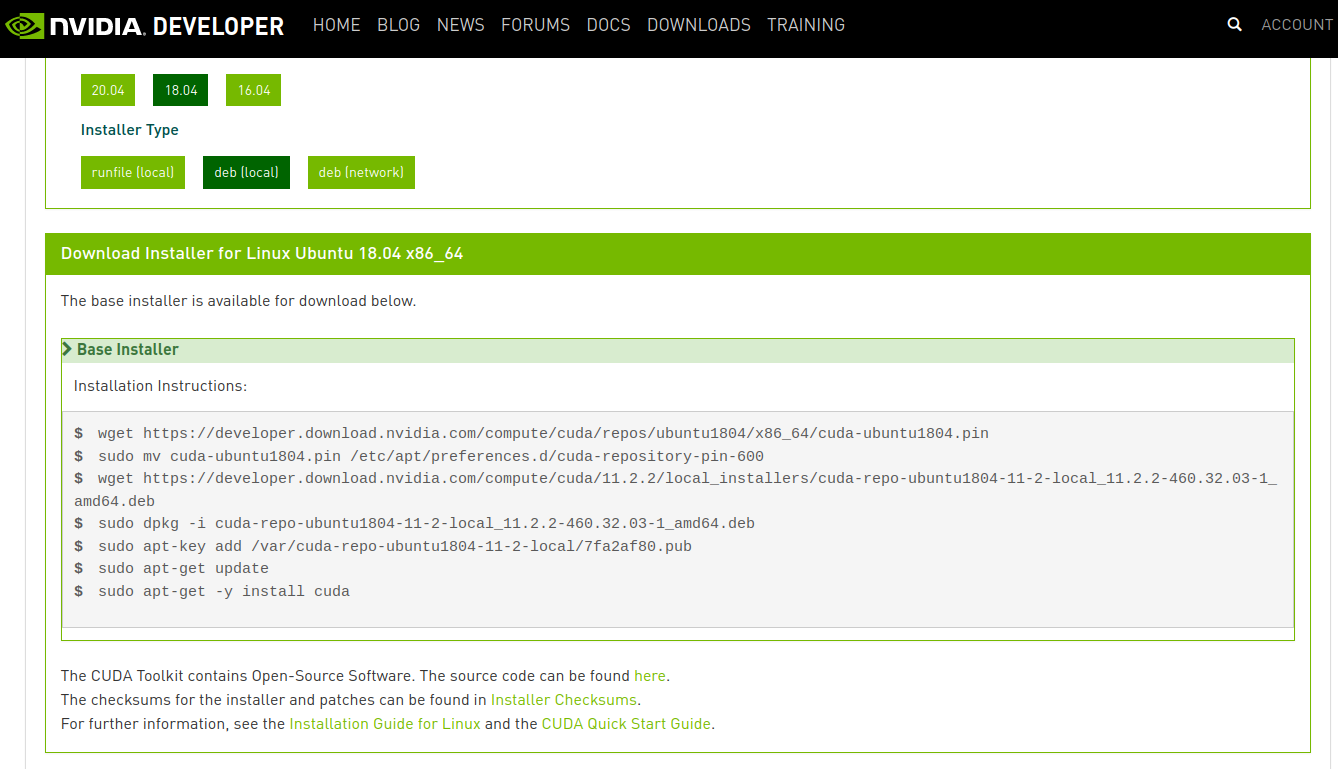 NVIDIA. DEVELOPER HOME BLOG NEWS FORUMS DOCS DOWNLOADS TRAINING ACCOUNT
20.04 18.04 16.04
Installer Type
runfile (local) deb (local) deb (network)
Download Installer for Linux Ubuntu 18.04 x86_64
The base installer is available for download below.
Base Installer
Installation Instructions:
$ wget https://developer.download.nvidia.com/compute/cuda/repos/ubuntu1804/x86_64/cuda-ubuntu1804.pin
$ sudo mv cuda-ubuntu1804.pin /etc/apt/preferences.d/cuda-repository-pin-600
$ wget https://developer.download.nvidia.com/compute/cuda/11.2.2/local_installers/cuda-repo-ubuntu1804-11-2-local_11.2.2-460.32.03-1_
amd64.deb
$ sudo dpkg -i cuda-repo-ubuntu1804-11-2-local_11.2.2-460.32.03-1_amd64.deb
$ sudo apt-key add /var/cuda-repo-ubuntu1804-11-2-local/7fa2af80.pub
$ sudo apt-get update
$ sudo apt-get -y install cuda
The CUDA Toolkit contains Open-Source Software. The source code can be found here.
The checksums for the installer and patches can be found in Installer Checksums.
For further information, see the Installation Guide for Linux and the CUDA Quick Start Guide.